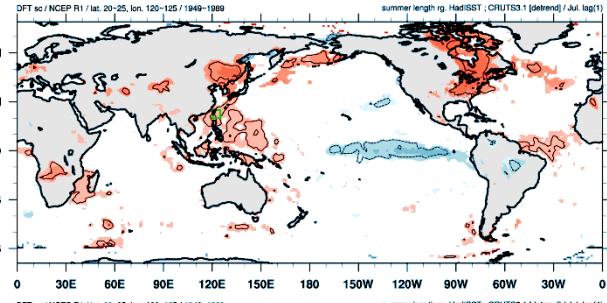 DFT sc / NCEP R1 / lat. 20~25, lon. 120~125 / 1949~1989 summer length rg. HadISST ; CRUTS3.1 [detrend] / Jul. lag(1)
0 30E 60E 90E 120E 150E 180 150W 120W 90W 60W 30W 0